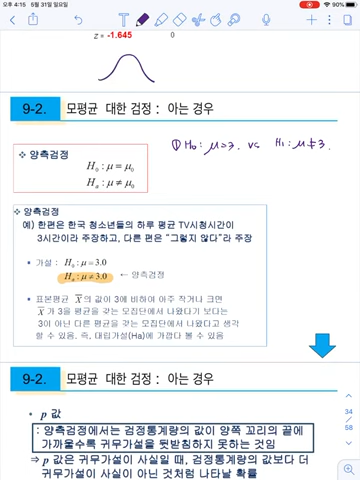 오후 4:15 5월 31일 일요일
90%
z = -1.645
0
9-2. 모평균 대한 검정 : 아는 경우
❖ 양측검정
H₀ : μ = μ₀
Hₐ : μ ≠ μ₀
① H₀ : μ=3. vs H₁ : μ≠3.
❖ 양측검정
예) 한편은 한국 청소년들의 하루 평균 TV시청시간이
3시간이라 주장하고, 다른 편은 "그렇지 않다"라 주장
• 가설 : H₀ : μ = 3.0
Hₐ : μ ≠ 3.0 ← 양측검정
• 표본평균 X̄의 값이 3에 비하여 아주 작거나 크면
X̄가 3을 평균을 갖는 모집단에서 나왔다기 보다는
3이 아닌 다른 평균을 갖는 모집단에서 나왔다고 생각
할 수 있음. 즉, 대립가설(Ha)에 가깝다 볼 수 있음
34
58
9-2. 모평균 대한 검정 : 아는 경우
• p 값
: 양측검정에서는 검정통계량의 값이 양쪽 꼬리의 끝에
가까울수록 귀무가설을 뒷받침하지 못하는 것임
⇒ p 값은 귀무가설이 사실일 때, 검정통계량 값보다 더
귀무가설이 사실이 아닌 것처럼 나타날 확률